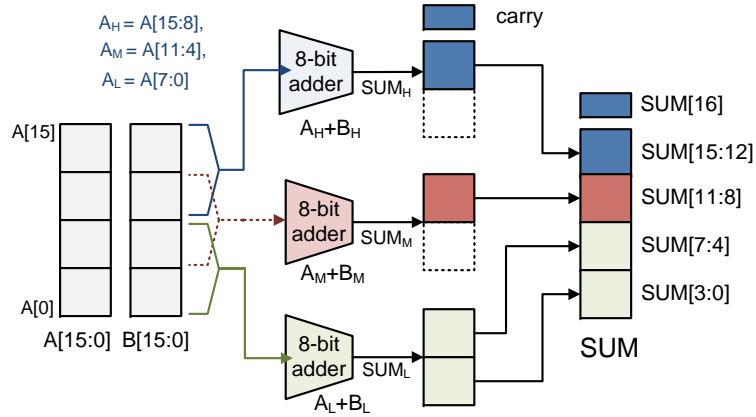 A_H = A[15:8],
A_M = A[11:4],
A_L = A[7:0]
carry
8-bit
adder
SUM_H
A_H+B_H
A[15]
SUM[16]
SUM[15:12]
SUM[11:8]
SUM[7:4]
SUM[3:0]
8-bit
adder
SUM_M
A_M+B_M
A[0]
A[15:0]
B[15:0]
8-bit
adder
SUM_L
A_L+B_L
SUM